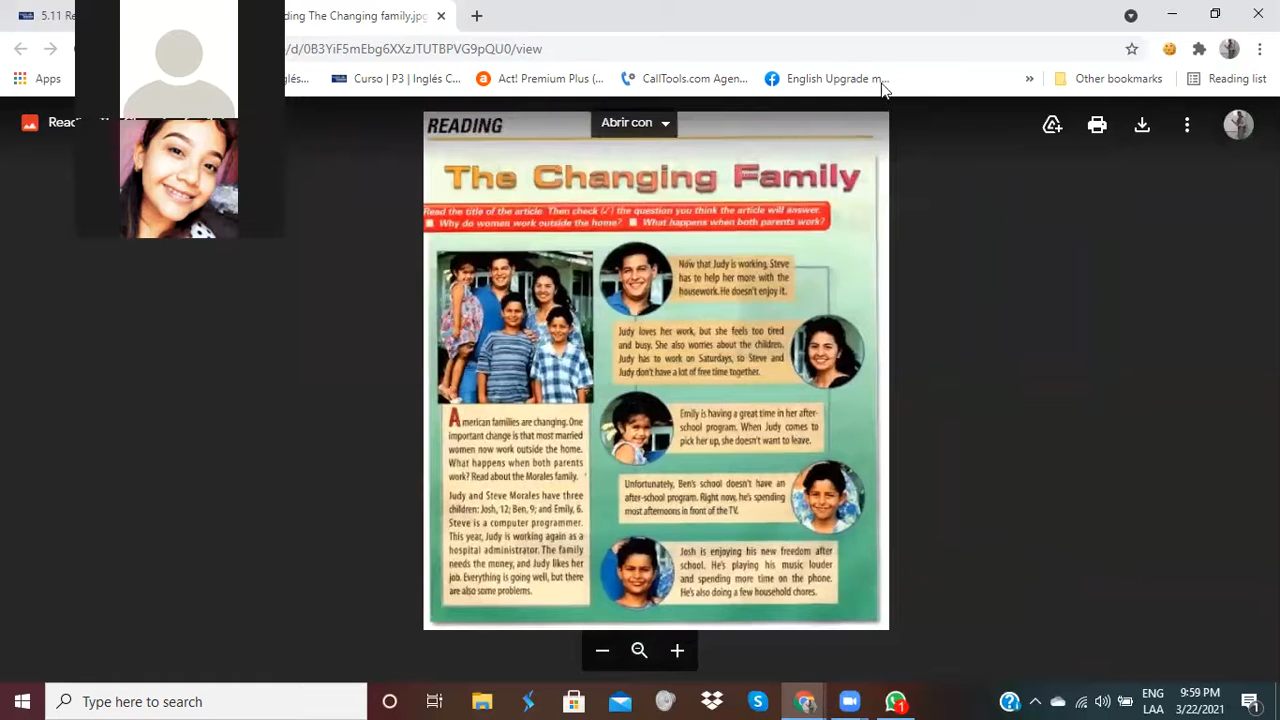 5.11 Re
ding The Changing family.jpg
/d/0B3YiF5mEbg6XXzJTUTBPVG9pQU0/view
Apps
nglés...
Curso | P3 | Inglés C...
Act! Premium Plus (...
CallTools.com Agen...
English Upgrade m...
»
Other bookmarks
Reading list
Read
Abrir con
READING
The Changing Family
Read the title of the article. Then check (✓) the question you think the article will answer.
Why do women work outside the home? What happens when both parents work?
Now that Judy is working, Steve
has to help her more with the
housework. He doesn't enjoy it.
Judy loves her work, but she feels too tired
and busy. She also worries about the children.
Judy has to work on Saturdays, so Steve and
Judy don't have a lot of free time together.
American families are changing. One
important change is that most married
women now work outside the home.
What happens when both parents
work? Read about the Morales family.
Judy and Steve Morales have three
children: Josh, 12; Ben, 9; and Emily, 6.
Steve is a computer programmer.
This year, Judy is working again as a
hospital administrator. The family
needs the money, and Judy likes her
job. Everything is going well, but there
are also some problems.
Emily is having a great time in her after-
school program. When Judy comes to
pick her up, she doesn't want to leave.
Unfortunately, Ben's school doesn't have an
after-school program. Right now, he's spending
most afternoons in front of the TV.
Josh is enjoying his new freedom after
school. He's playing his music louder
and spending more time on the phone.
He's also doing a few household chores.
Type here to search
1
ENG
LAA
9:59 PM
3/22/2021
1